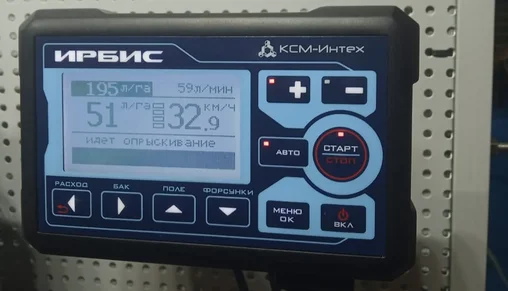 ИРБИС
КСМ-Интех
195 л/га 59л/мин
51 л/га 32.9 км/ч
идет опрыскивание
+ −
АВТО
СТАРТ
СТОП
РАСХОД БАК ПОЛЕ ФОРСУНКИ
МЕНЮ
ОК
ВКЛ